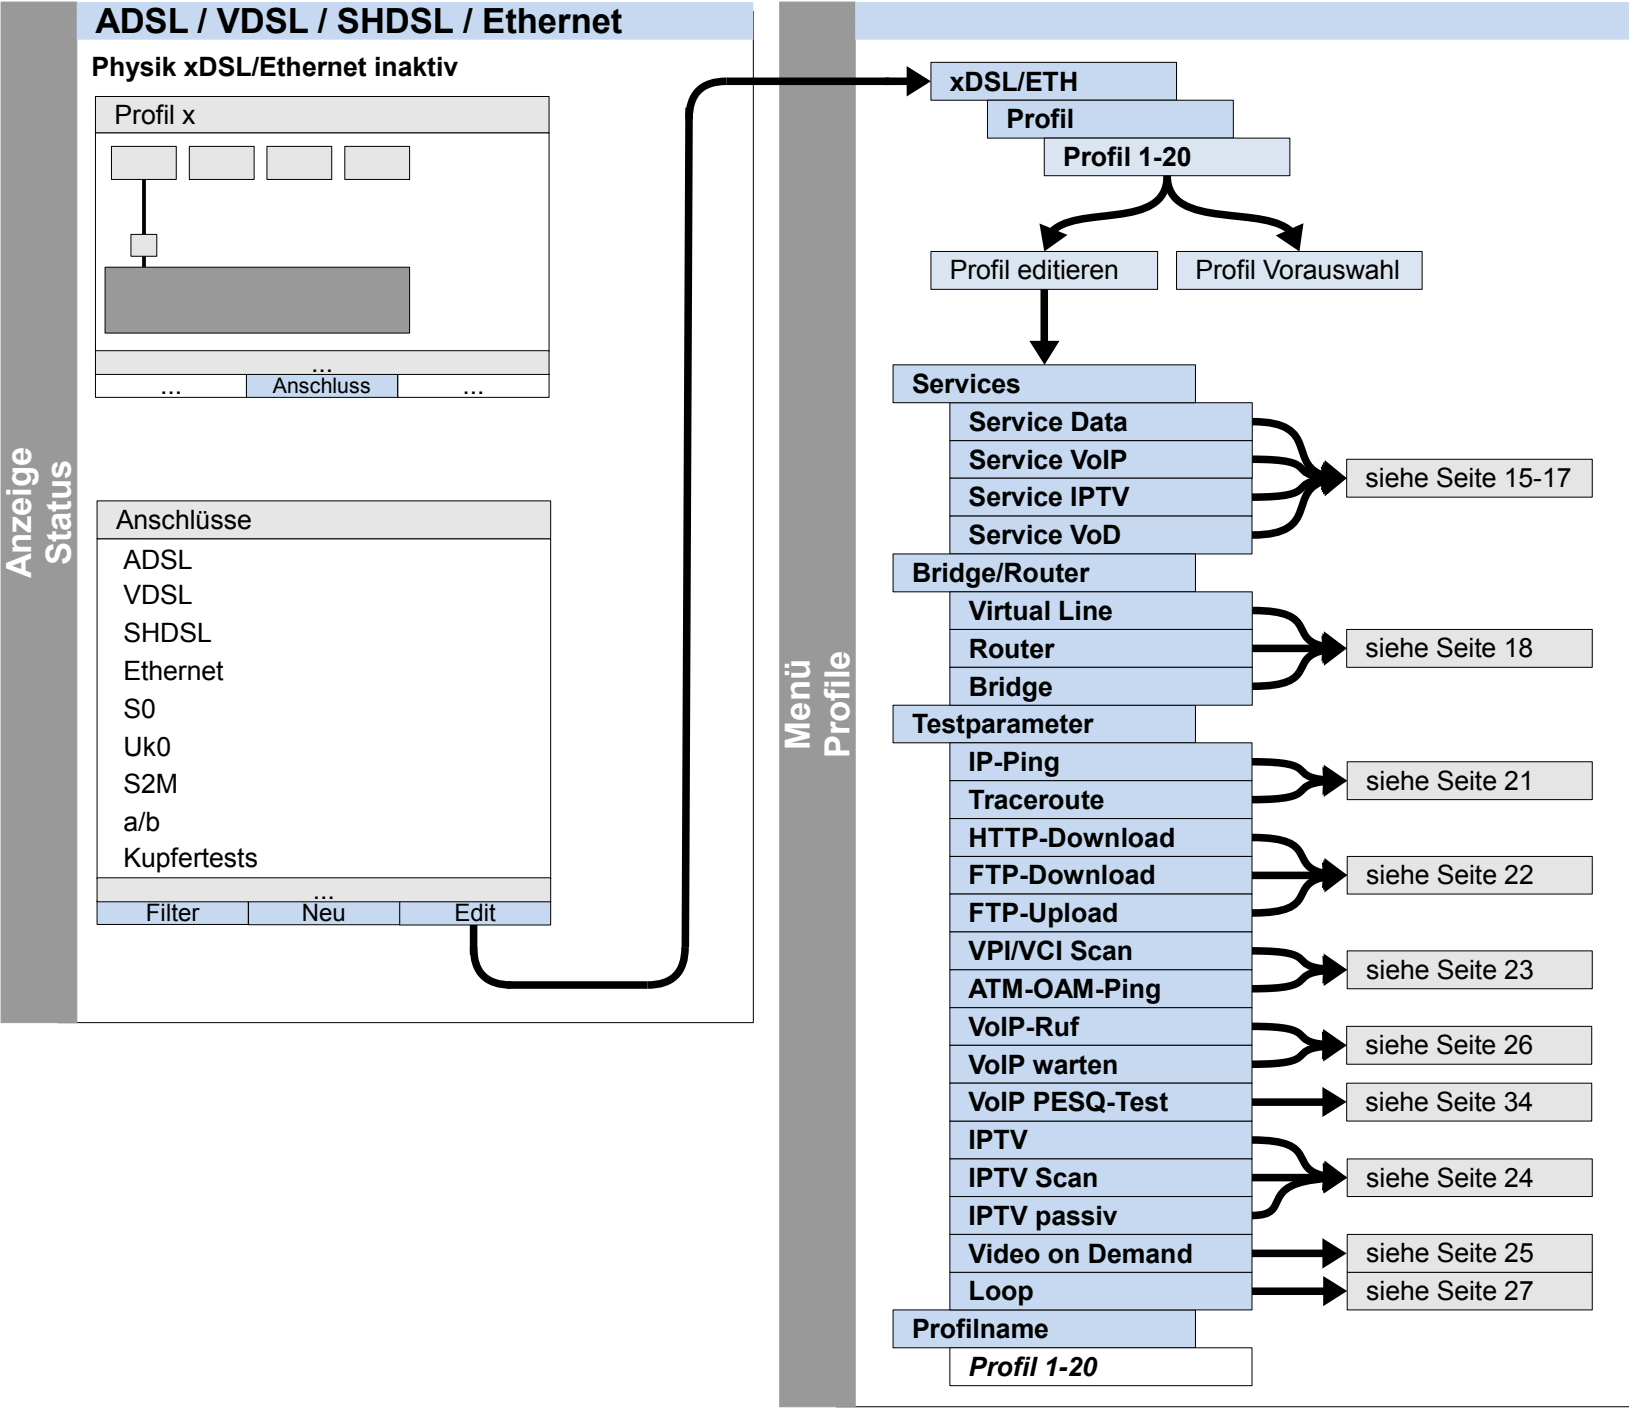 ADSL / VDSL / SHDSL / Ethernet
Anzeige
Status
Physik xDSL/Ethernet inaktiv
Profil x
...
...
Anschluss
...
Anschlüsse
ADSL
VDSL
SHDSL
Ethernet
S0
Uk0
S2M
a/b
Kupfertests
...
Filter
Neu
Edit
Menü
Profile
xDSL/ETH
Profil
Profil 1-20
Profil editieren
Profil Vorauswahl
Services
Service Data
Service VoIP
Service IPTV
Service VoD
siehe Seite 15-17
Bridge/Router
Virtual Line
Router
Bridge
siehe Seite 18
Testparameter
IP-Ping
Traceroute
siehe Seite 21
HTTP-Download
FTP-Download
FTP-Upload
siehe Seite 22
VPI/VCI Scan
ATM-OAM-Ping
siehe Seite 23
VoIP-Ruf
VoIP warten
siehe Seite 26
VoIP PESQ-Test
siehe Seite 34
IPTV
IPTV Scan
IPTV passiv
siehe Seite 24
Video on Demand
siehe Seite 25
Loop
siehe Seite 27
Profilname
Profil 1-20